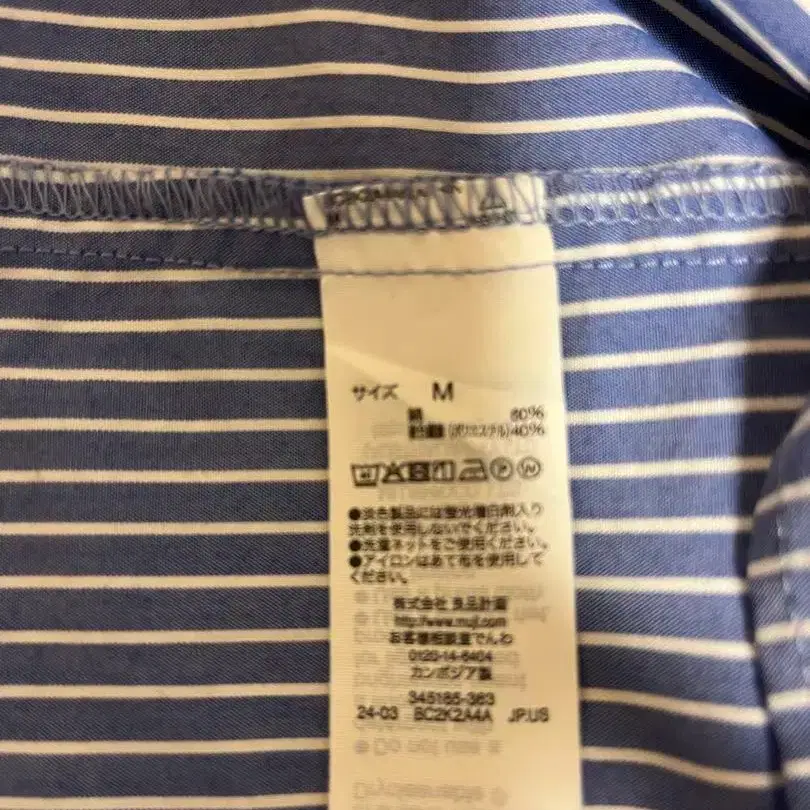 サイズ M
綿 60%
(ポリエステル) 40%
●淡色製品には蛍光増白剤入り
洗剤を使用しないでください。
●洗濯ネットをご使用ください。
●アイロンはあて布を使用して
ください。
株式会社 良品計画
http://www.muji.com
お客様相談室でんわ
0120-14-6404
カンボジア製
345185-363
24-03 BC2K2A4A JP.US